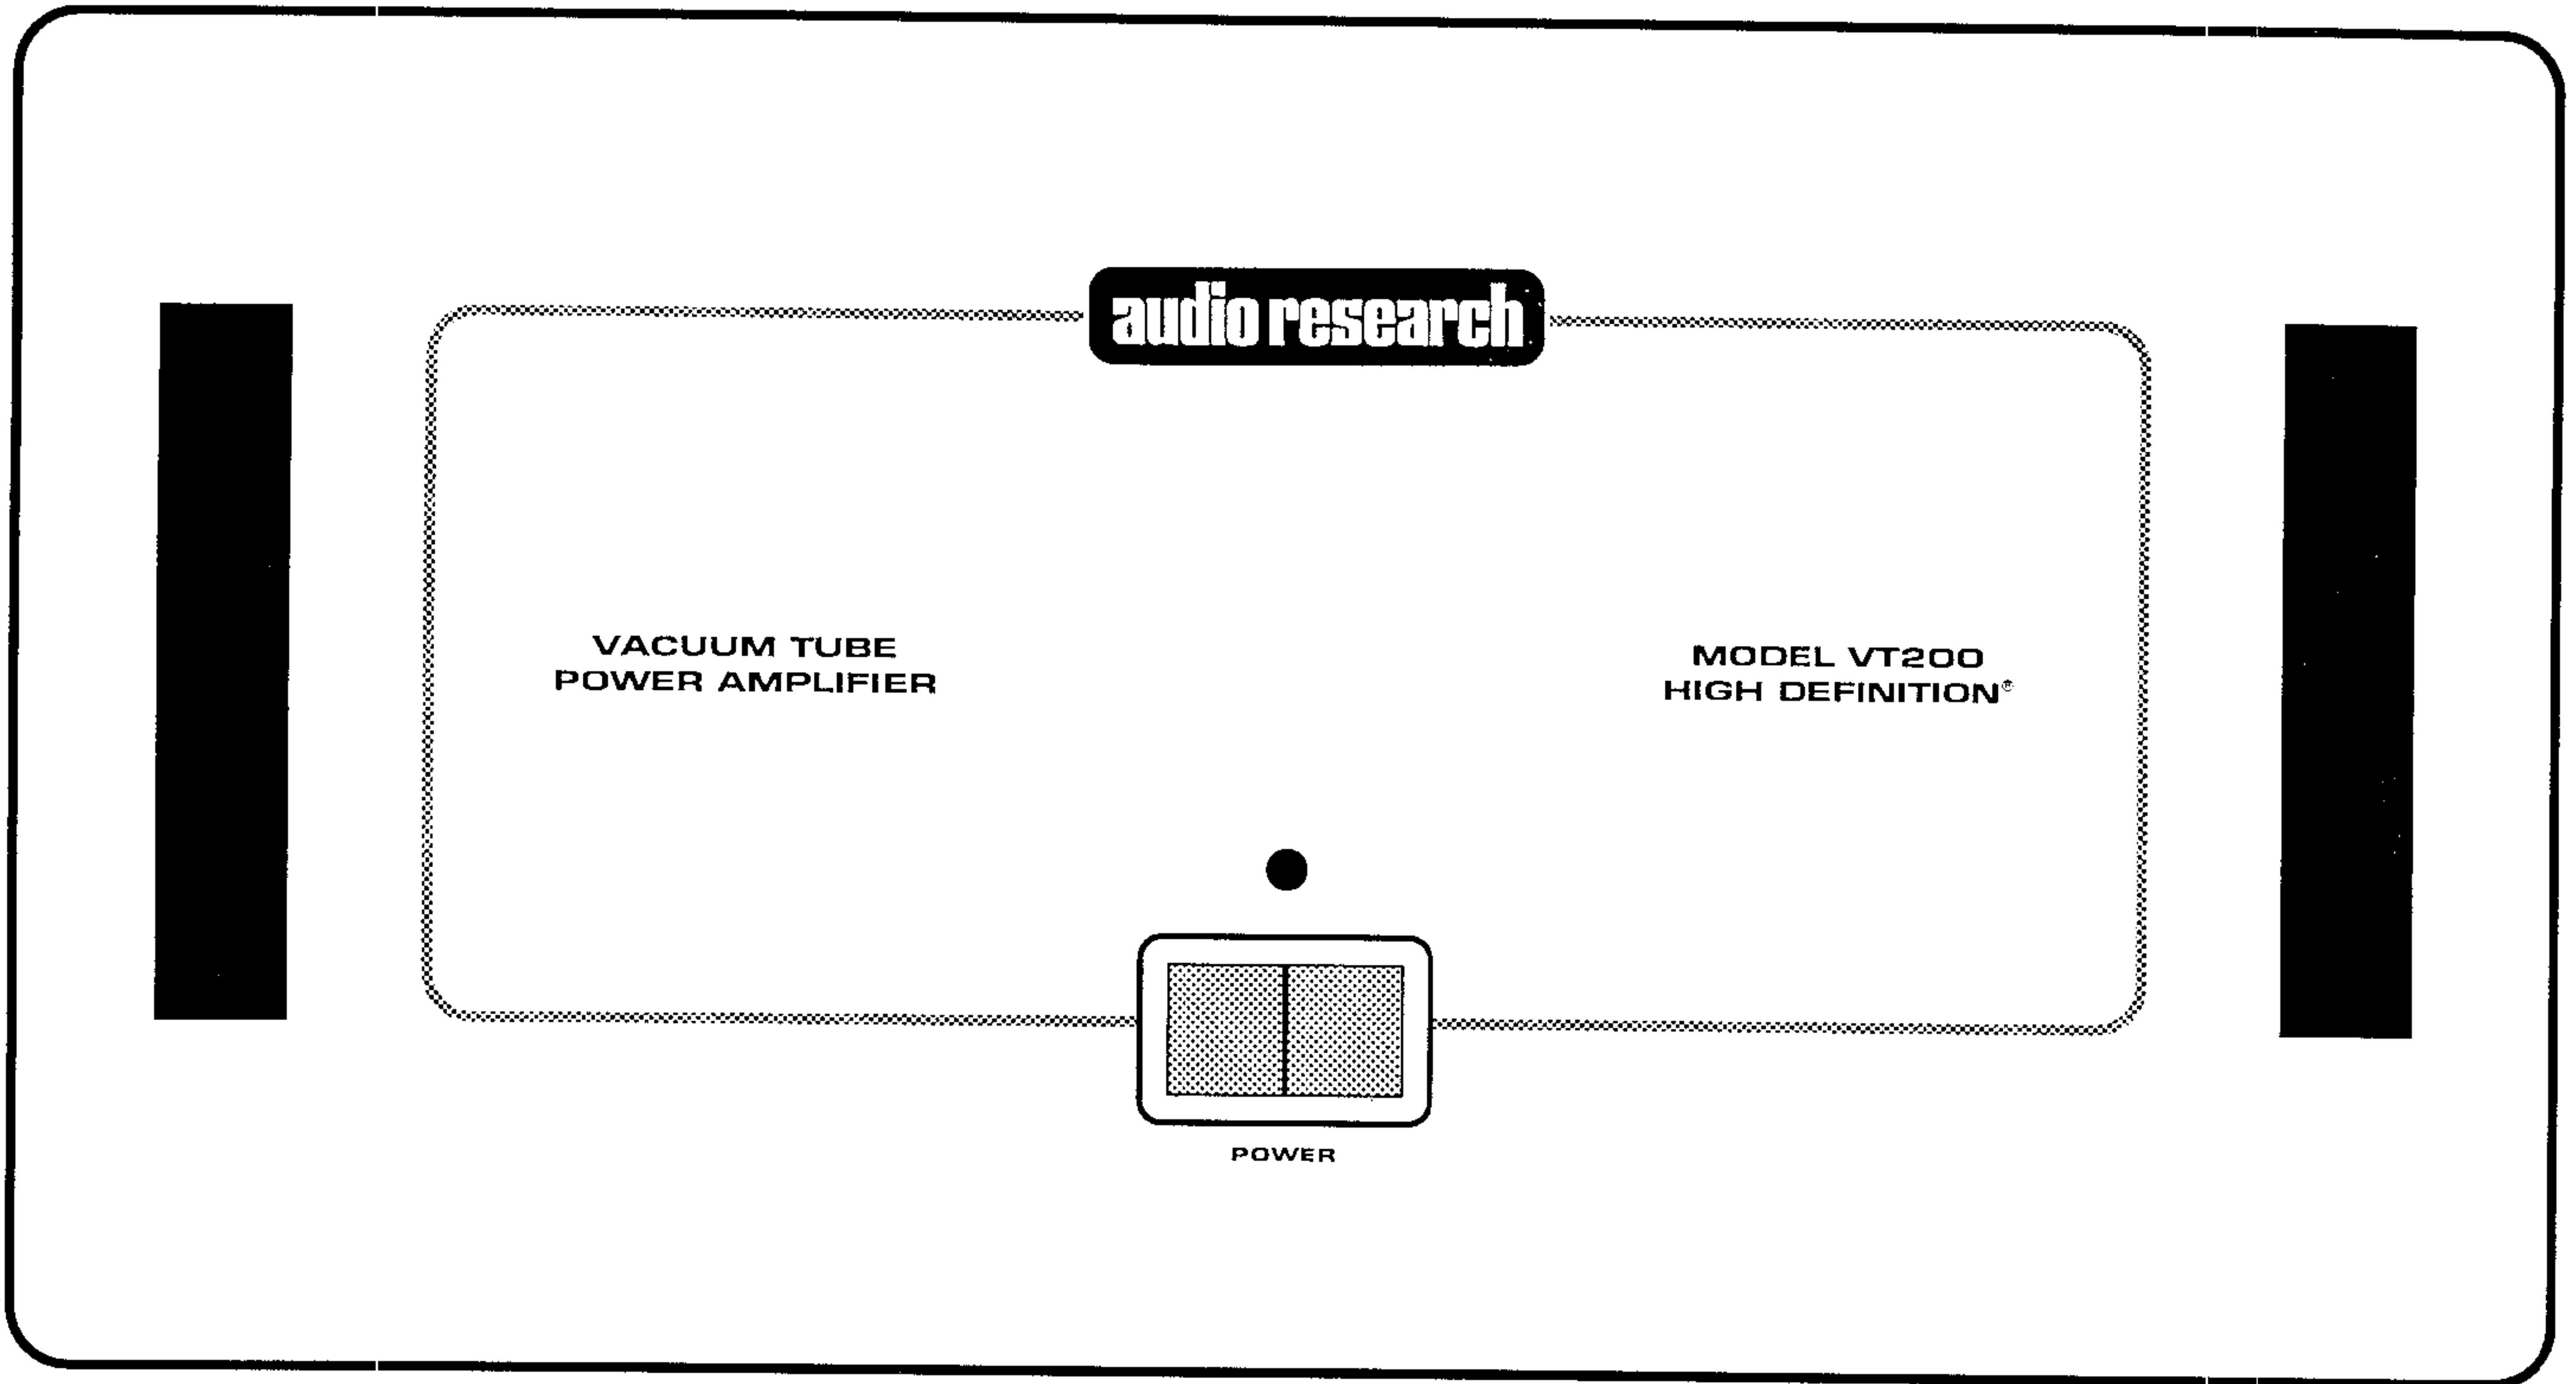 audio research
VACUUM TUBE
POWER AMPLIFIER
MODEL VT200
HIGH DEFINITION®
POWER